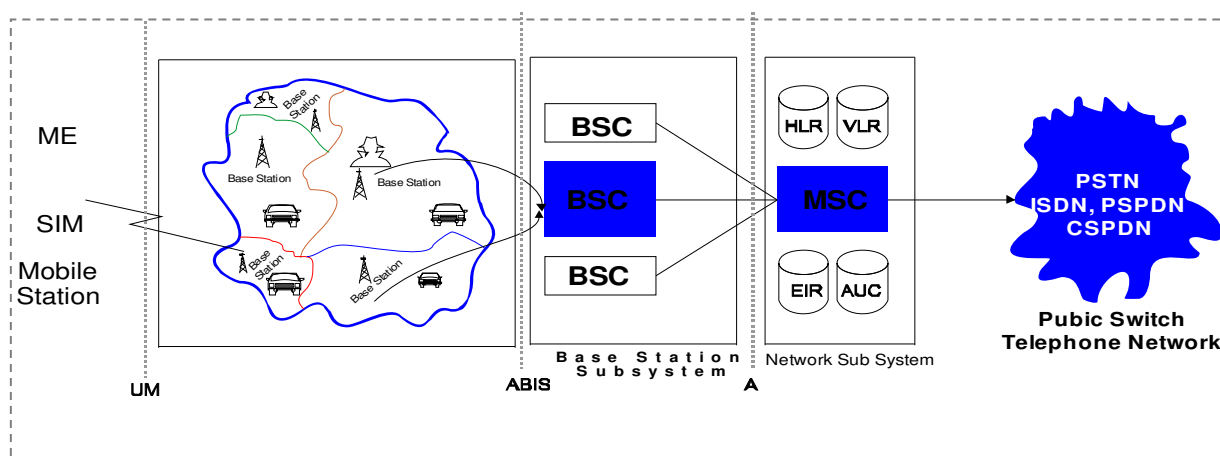 ME
SIM
Mobile
Station
UM
Base
Station
Base Station
Base Station
Base
Station
Base Station
ABIS
BSC
BSC
BSC
Base Station
Subsystem
A
HLR
VLR
MSC
EIR
AUC
Network Sub System
PSTN
ISDN, PSPDN
CSPDN
Pubic Switch
Telephone Network